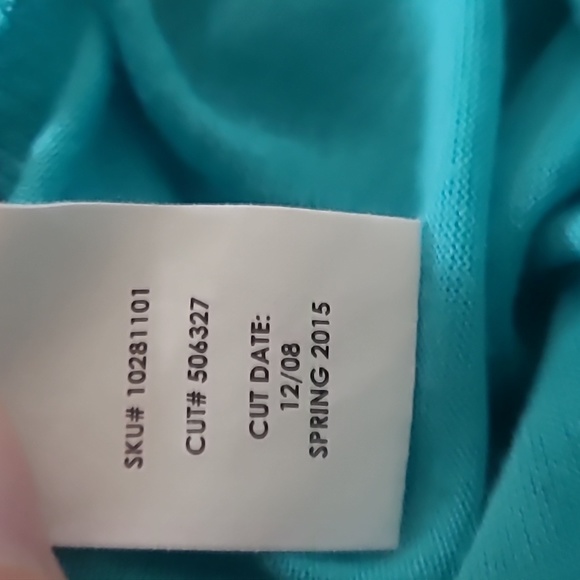 SKU# 10281101
CUT# 506327
CUT DATE:
12/08
SPRING 2015